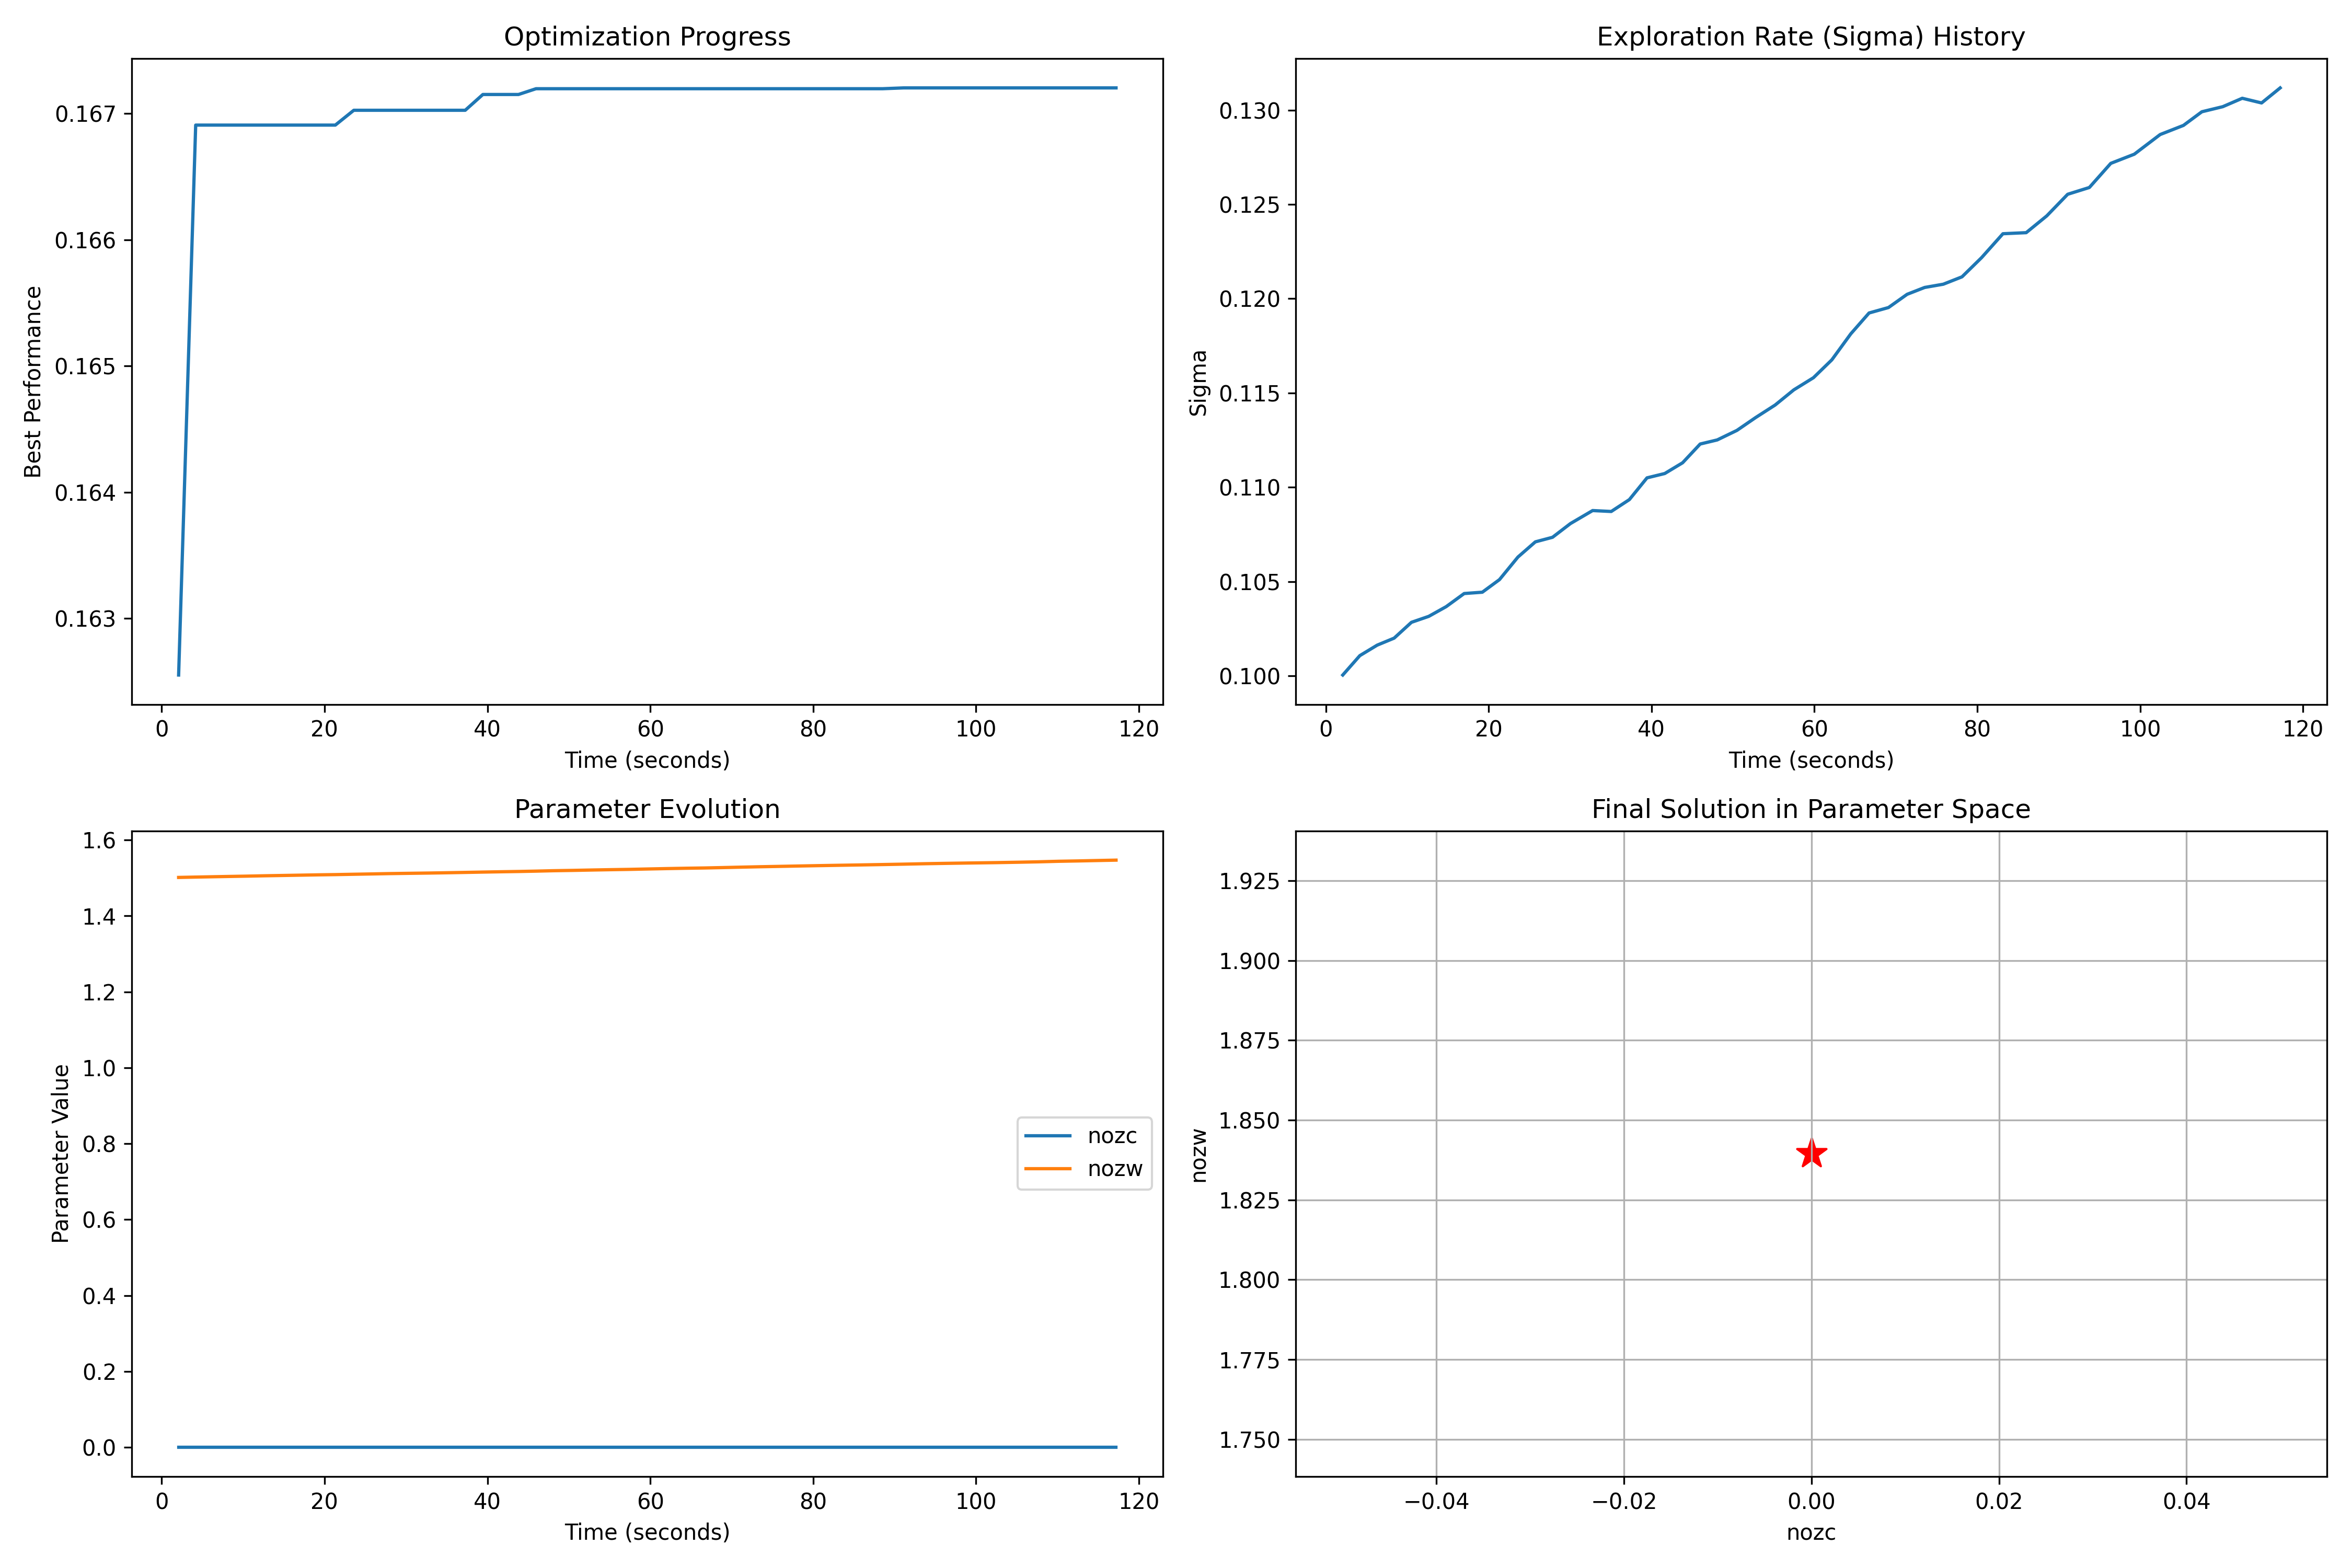 Optimization Progress
Best Performance
0.167
0.166
0.165
0.164
0.163
0 20 40 60 80 100 120
Time (seconds)
Exploration Rate (Sigma) History
Sigma
0.130
0.125
0.120
0.115
0.110
0.105
0.100
0 20 40 60 80 100 120
Time (seconds)
Parameter Evolution
Parameter Value
1.6
1.4
1.2
1.0
0.8
0.6
0.4
0.2
0.0
nozc
nozw
0 20 40 60 80 100 120
Time (seconds)
Final Solution in Parameter Space
nozw
1.925
1.900
1.875
1.850
1.825
1.800
1.775
1.750
−0.04 −0.02 0.00 0.02 0.04
nozc